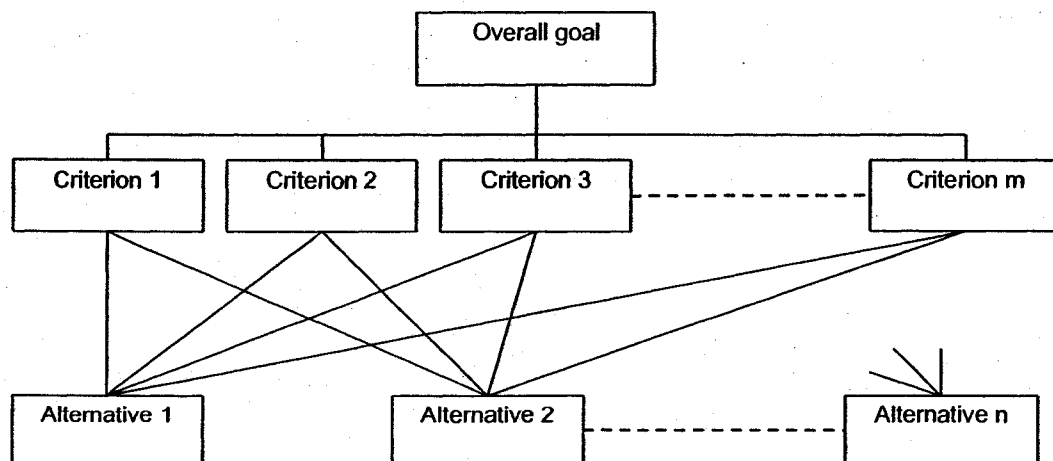 Overall goal
Criterion 1
Criterion 2
Criterion 3
Criterion m
Alternative 1
Alternative 2
Alternative n